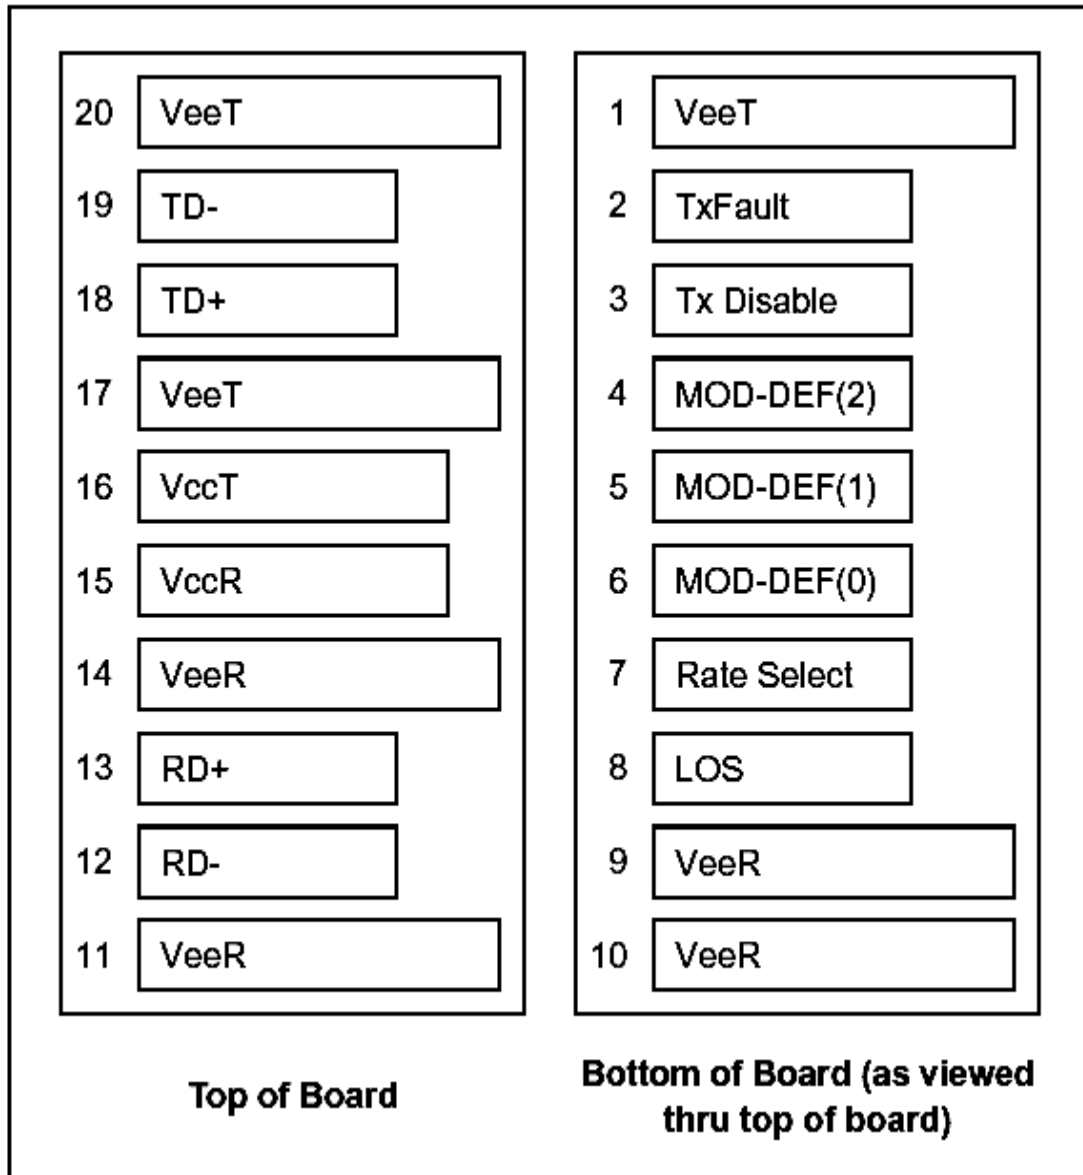 20 VeeT
19 TD-
18 TD+
17 VeeT
16 VccT
15 VccR
14 VeeR
13 RD+
12 RD-
11 VeeR
Top of Board
1 VeeT
2 TxFault
3 Tx Disable
4 MOD-DEF(2)
5 MOD-DEF(1)
6 MOD-DEF(0)
7 Rate Select
8 LOS
9 VeeR
10 VeeR
Bottom of Board (as viewed
thru top of board)